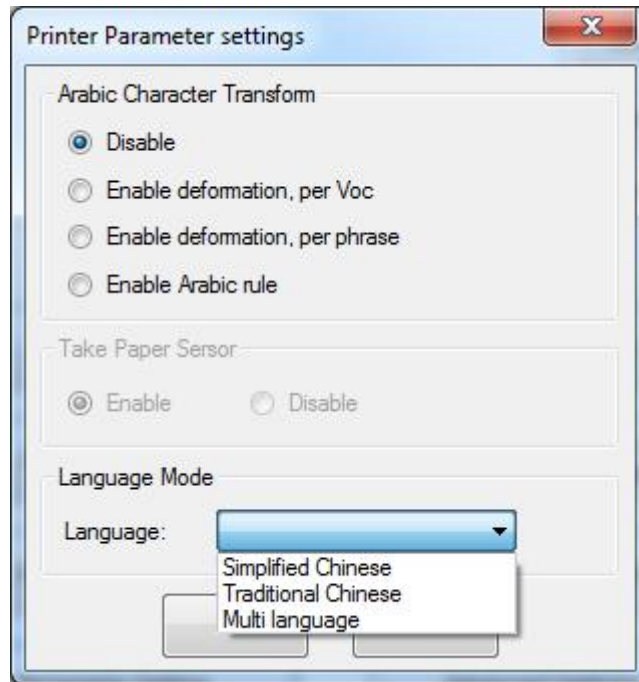 Printer Parameter settings
Arabic Character Transform
Disable
Enable deformation, per Voc
Enable deformation, per phrase
Enable Arabic rule
Take Paper Sersor
Enable Disable
Language Mode
Language:
Simplified Chinese
Traditional Chinese
Multi language